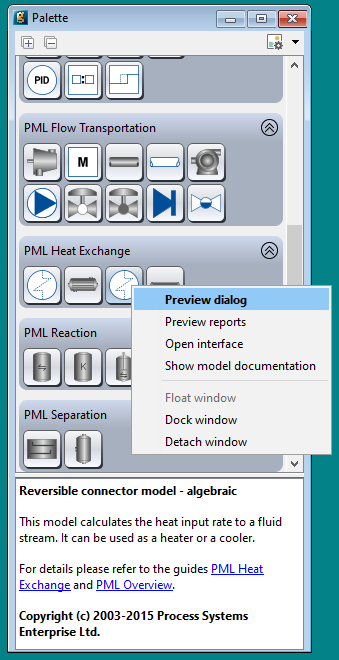 Palette
PID
PML Flow Transportation
M
PML Heat Exchange
Preview dialog
Preview reports
Open interface
Show model documentation
Float window
Dock window
Detach window
PML Reaction
K
PML Separation
Reversible connector model - algebraic
This model calculates the heat input rate to a fluid
stream. It can be used as a heater or a cooler.
For details please refer to the guides PML Heat
Exchange and PML Overview.
Copyright (c) 2003-2015 Process Systems
Enterprise Ltd.